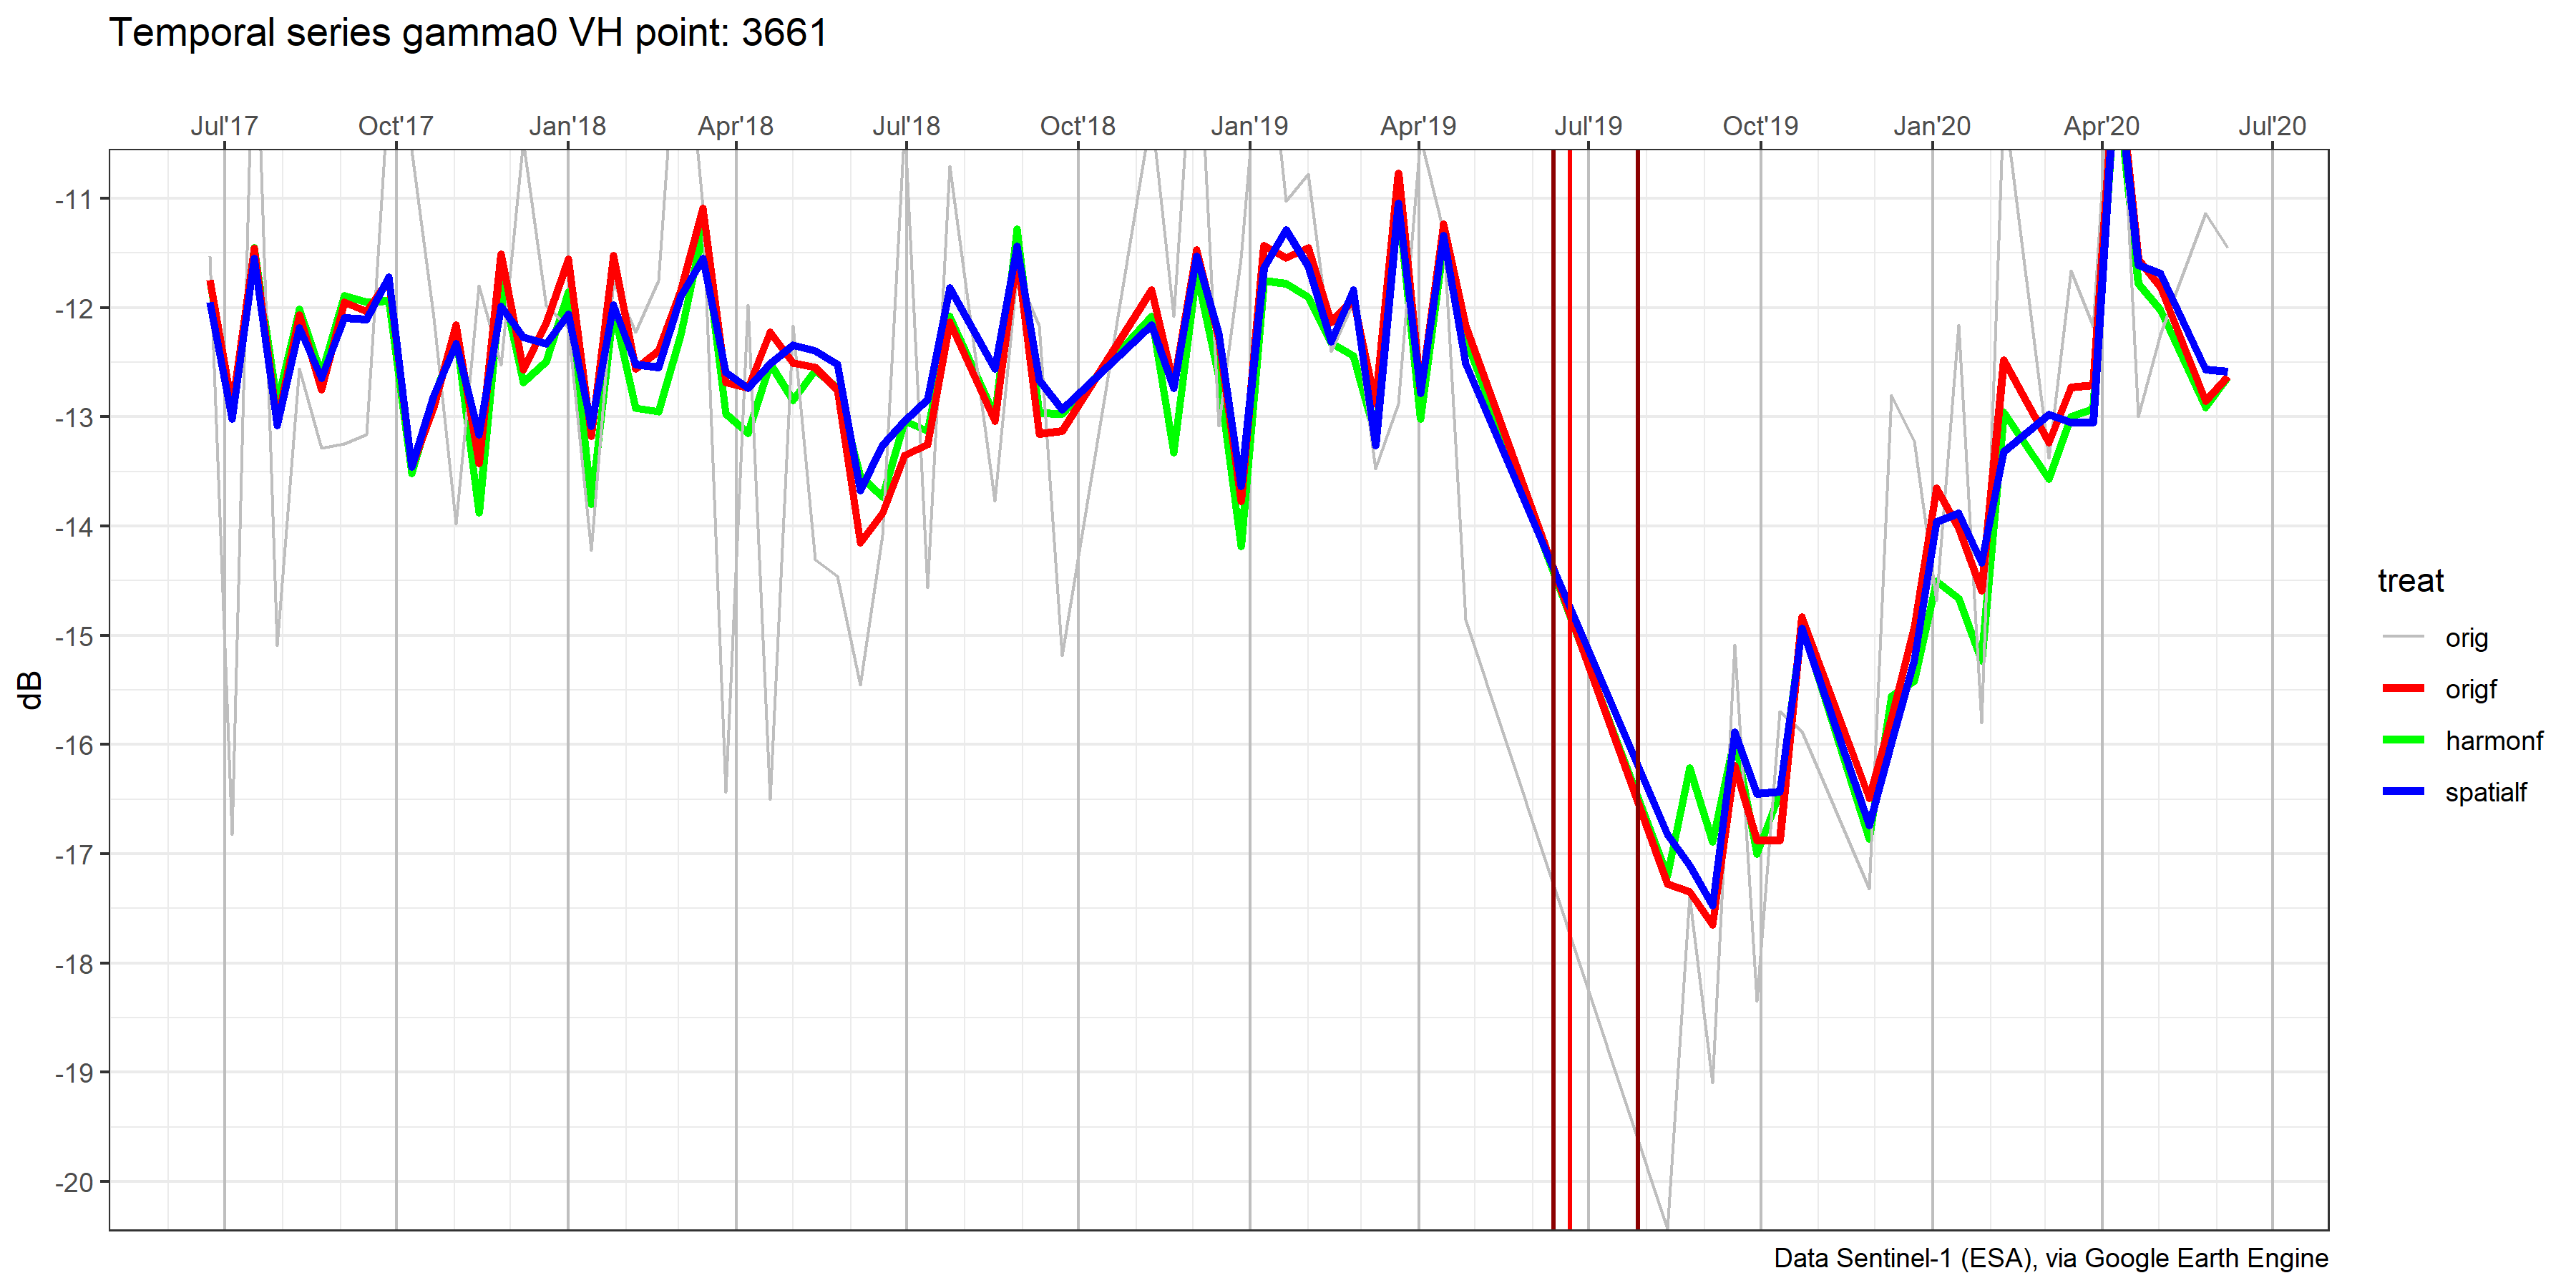 Temporal series gamma0 VH point: 3661
Jul'17 Oct'17 Jan'18 Apr'18 Jul'18 Oct'18 Jan'19 Apr'19 Jul'19 Oct'19 Jan'20 Apr'20 Jul'20
-11
-12
-13
-14
-15
-16
-17
-18
-19
-20
dB
treat
orig
origf
harmonf
spatialf
Data Sentinel-1 (ESA), via Google Earth Engine